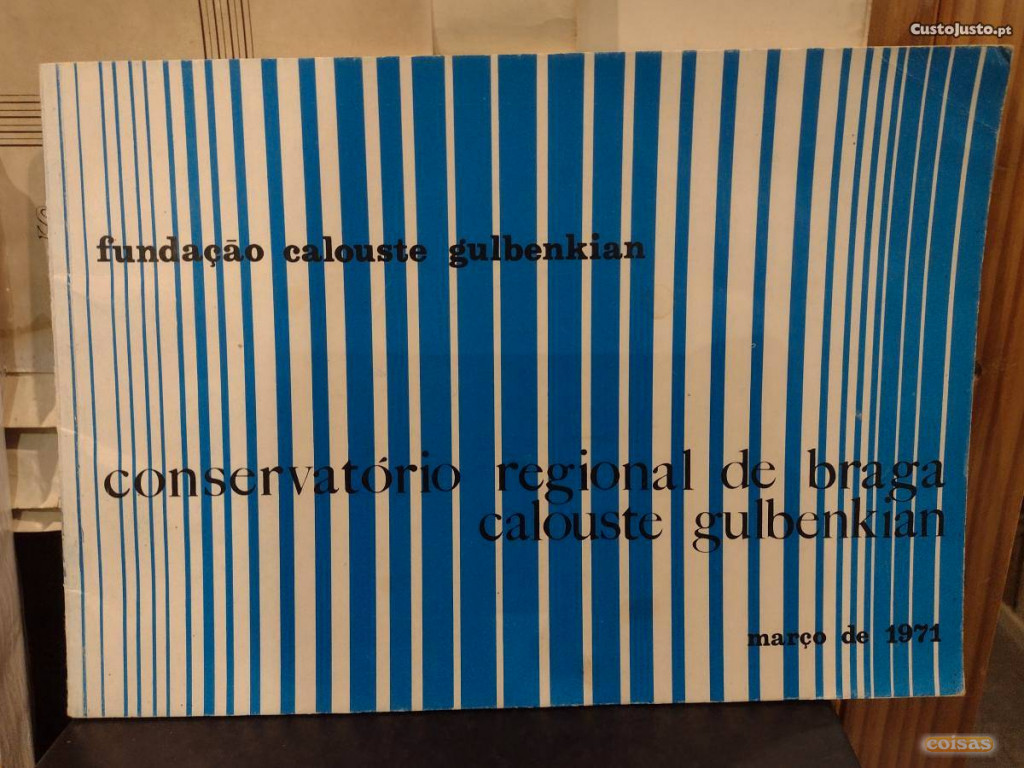 CustoJusto.pt
fundação calouste gulbenkian
conservatório regional de braga
calouste gulbenkian
março de 1971
coisas